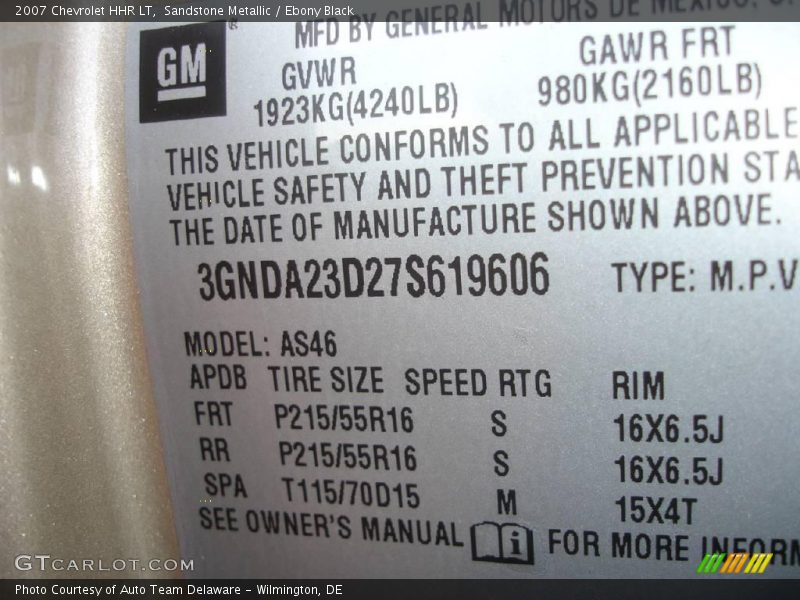 2007 Chevrolet HHR LT, Sandstone Metallic / Ebony Black
GM
®
MFD BY GENERAL MOTORS DE MEXICO,
GVWR GAWR FRT
1923KG(4240LB) 980KG(2160LB)
THIS VEHICLE CONFORMS TO ALL APPLICABLE
VEHICLE SAFETY AND THEFT PREVENTION STA
THE DATE OF MANUFACTURE SHOWN ABOVE.
3GNDA23D27S619606 TYPE: M.P.V
MODEL: AS46
APDB TIRE SIZE SPEED RTG RIM
FRT P215/55R16 S 16X6.5J
RR P215/55R16 S 16X6.5J
SPA T115/70D15 M 15X4T
SEE OWNER'S MANUAL i FOR MORE INFORM
GTCARLOT.COM
Photo Courtesy of Auto Team Delaware - Wilmington, DE